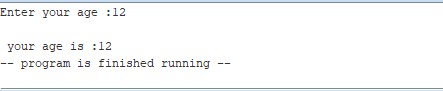 Enter your age :12
your age is :12
-- program is finished running --